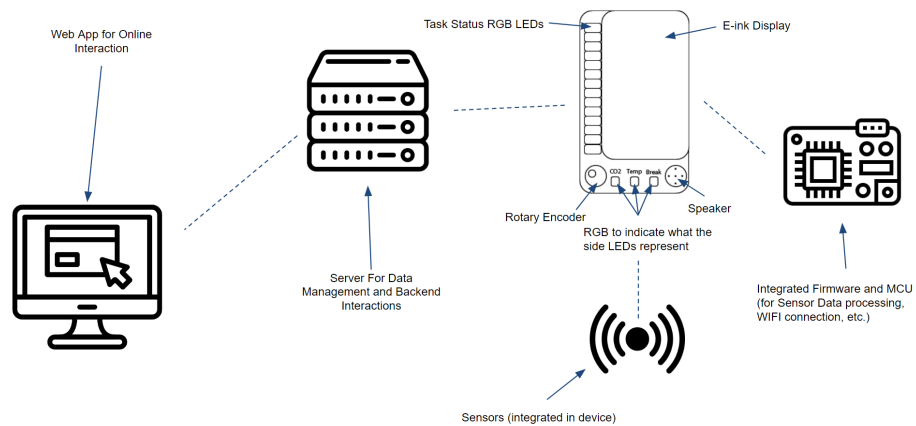 Task Status RGB LEDs
E-ink Display
Web App for Online
Interaction
CO2 Temp Break
Rotary Encoder
Speaker
RGB to indicate what the
side LEDs represent
Server For Data
Management and Backend
Interactions
Integrated Firmware and MCU
(for Sensor Data processing,
WIFI connection, etc.)
Sensors (integrated in device)